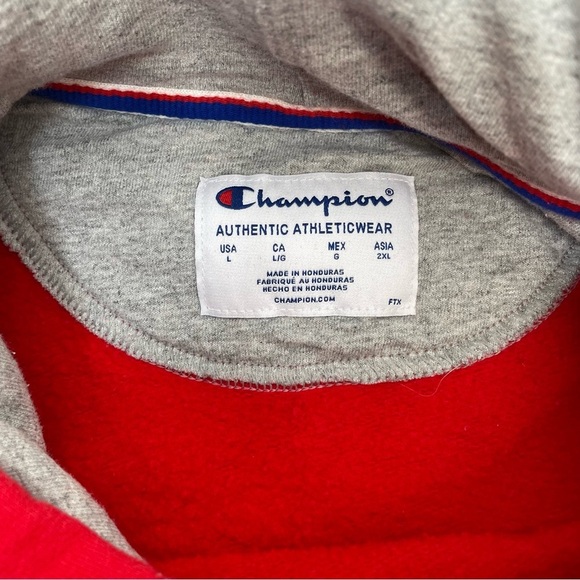 Champion®
AUTHENTIC ATHLETICWEAR
USA CA MEX ASIA
L L/G G 2XL
MADE IN HONDURAS
FABRIQUÉ AU HONDURAS
HECHO EN HONDURAS
CHAMPION.COM FTX